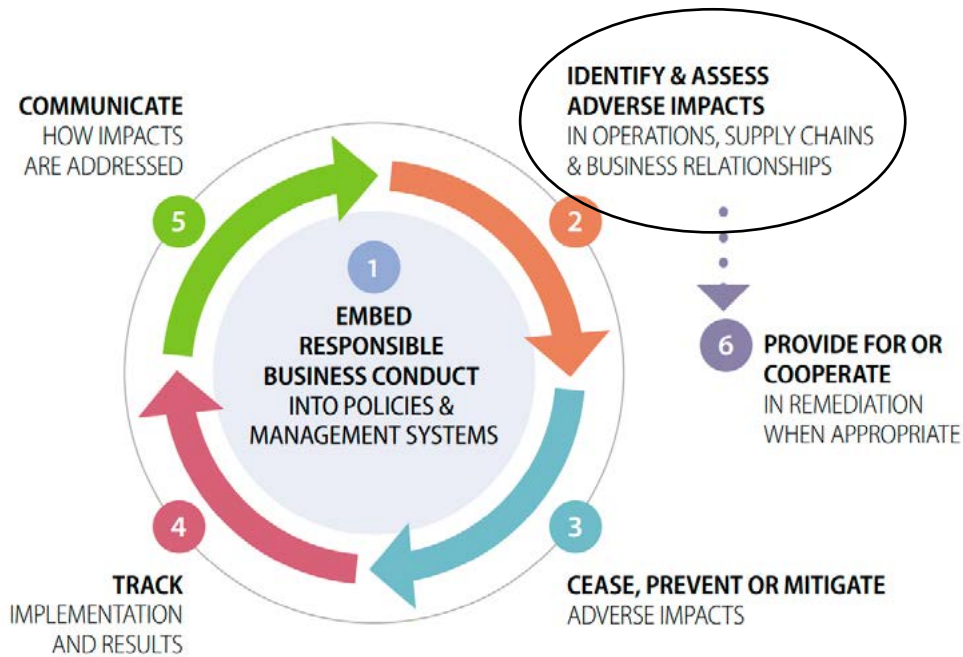 1
EMBED
RESPONSIBLE
BUSINESS CONDUCT
INTO POLICIES &
MANAGEMENT SYSTEMS
2
IDENTIFY & ASSESS
ADVERSE IMPACTS
IN OPERATIONS, SUPPLY CHAINS
& BUSINESS RELATIONSHIPS
3
CEASE, PREVENT OR MITIGATE
ADVERSE IMPACTS
4
TRACK
IMPLEMENTATION
AND RESULTS
5
COMMUNICATE
HOW IMPACTS
ARE ADDRESSED
6
PROVIDE FOR OR
COOPERATE
IN REMEDIATION
WHEN APPROPRIATE